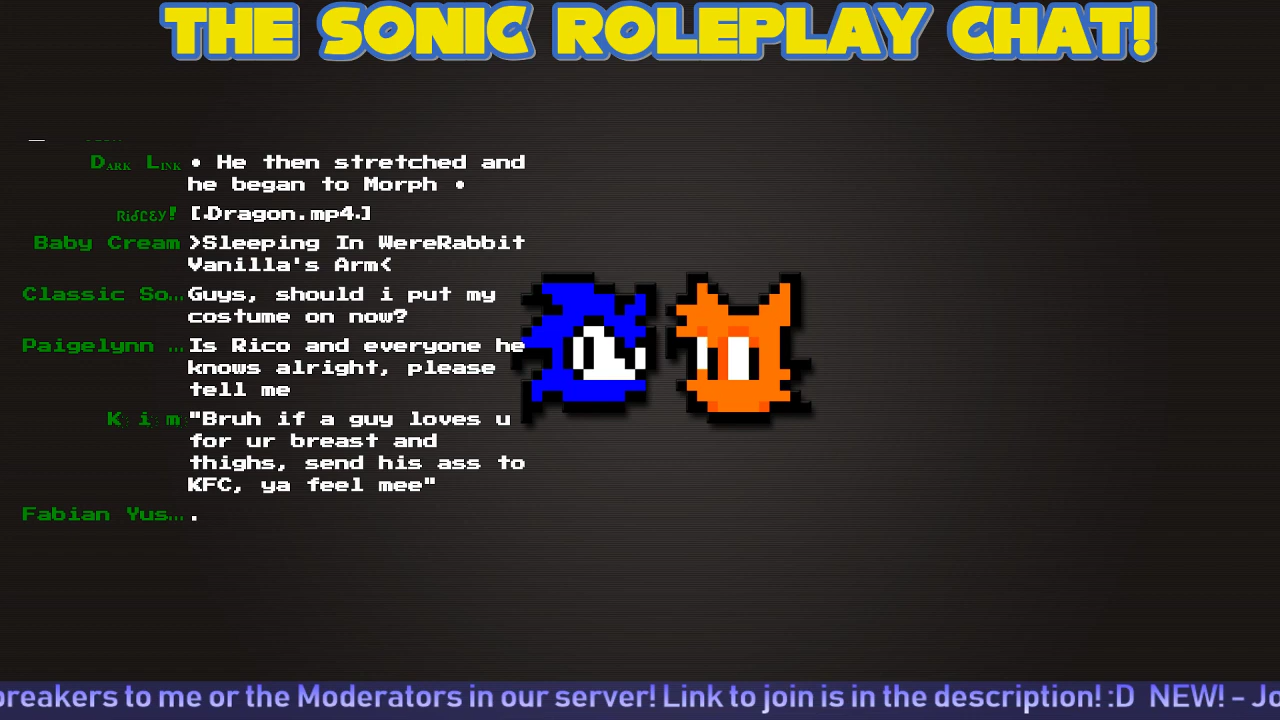 THE SONIC ROLEPLAY CHAT!
Dark Link • He then stretched and
he began to Morph •
Ridley! [.Dragon.mp4.]
Baby Cream >Sleeping In WereRabbit
Vanilla's Arm<
Classic So… Guys, should i put my
costume on now?
Paigelynn … Is Rico and everyone he
knows alright, please
tell me
K i m "Bruh if a guy loves u
for ur breast and
thighs, send his ass to
KFC, ya feel mee"
Fabian Yus… .
breakers to me or the Moderators in our server! Link to join is in the description! :D NEW! - Jo